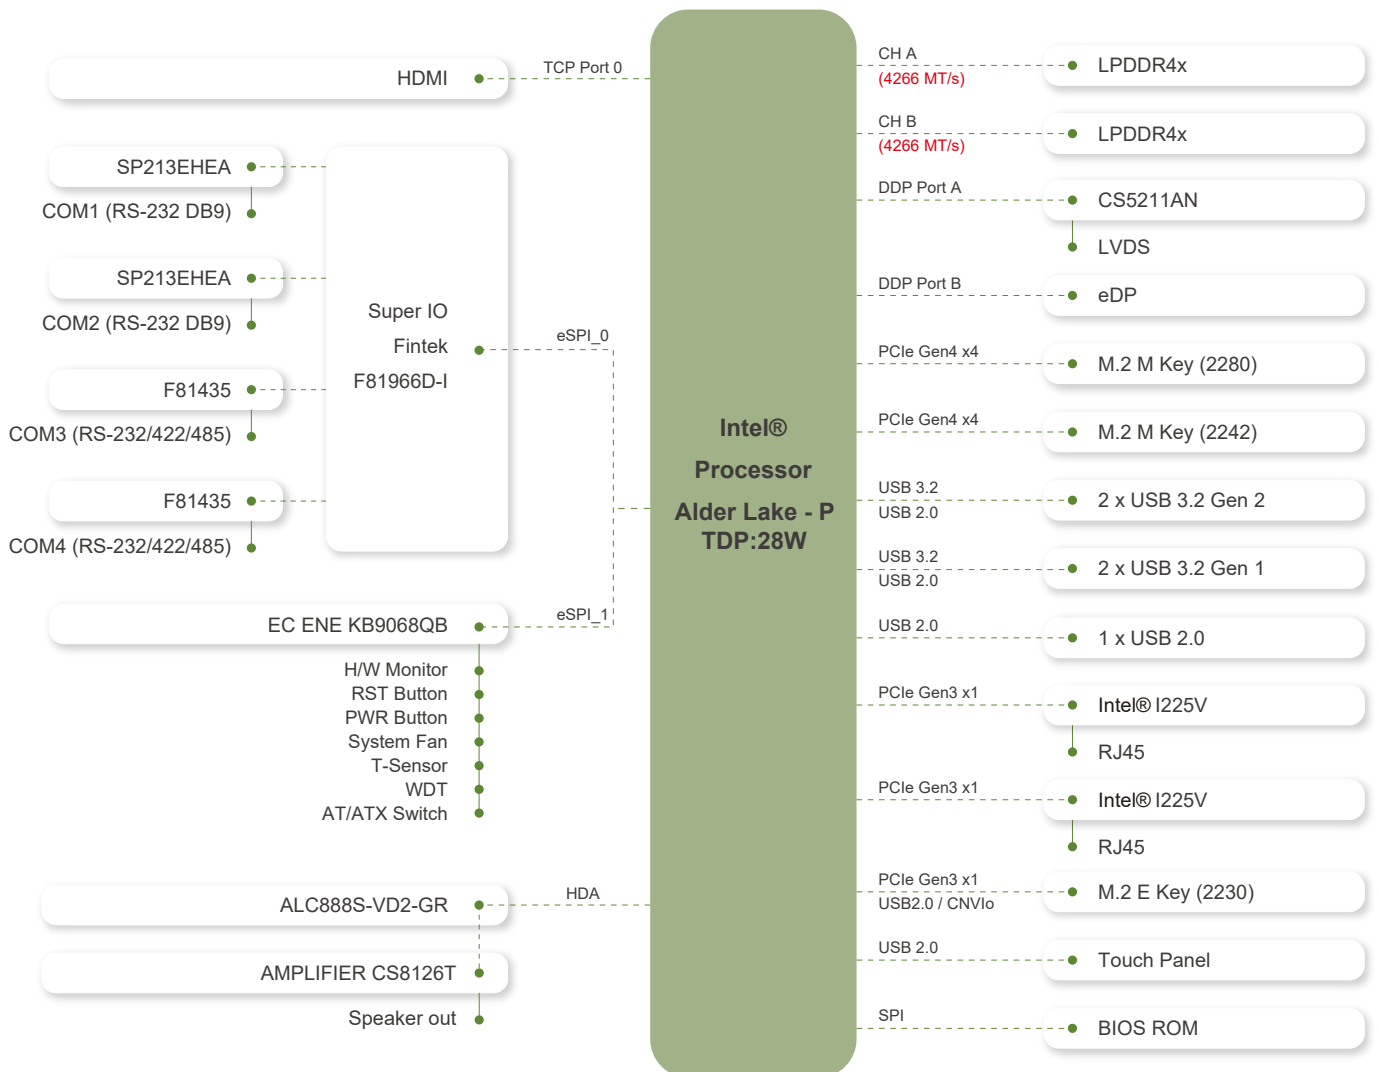 HDMI
TCP Port 0
SP213EHEA
COM1 (RS-232 DB9)
SP213EHEA
COM2 (RS-232 DB9)
F81435
COM3 (RS-232/422/485)
F81435
COM4 (RS-232/422/485)
Super IO
Fintek
F81966D-I
eSPI_0
EC ENE KB9068QB
eSPI_1
H/W Monitor
RST Button
PWR Button
System Fan
T-Sensor
WDT
AT/ATX Switch
ALC888S-VD2-GR
HDA
AMPLIFIER CS8126T
Speaker out
Intel®
Processor
Alder Lake - P
TDP:28W
CH A
(4266 MT/s)
LPDDR4x
CH B
(4266 MT/s)
LPDDR4x
DDP Port A
CS5211AN
LVDS
DDP Port B
eDP
PCIe Gen4 x4
M.2 M Key (2280)
PCIe Gen4 x4
M.2 M Key (2242)
USB 3.2
USB 2.0
2 x USB 3.2 Gen 2
USB 3.2
USB 2.0
2 x USB 3.2 Gen 1
USB 2.0
1 x USB 2.0
PCIe Gen3 x1
Intel® I225V
RJ45
PCIe Gen3 x1
Intel® I225V
RJ45
PCIe Gen3 x1
USB2.0 / CNVIo
M.2 E Key (2230)
USB 2.0
Touch Panel
SPI
BIOS ROM